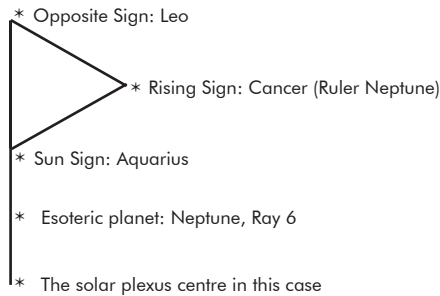 * Opposite Sign: Leo
* Rising Sign: Cancer (Ruler Neptune)
* Sun Sign: Aquarius
* Esoteric planet: Neptune, Ray 6
* The solar plexus centre in this case